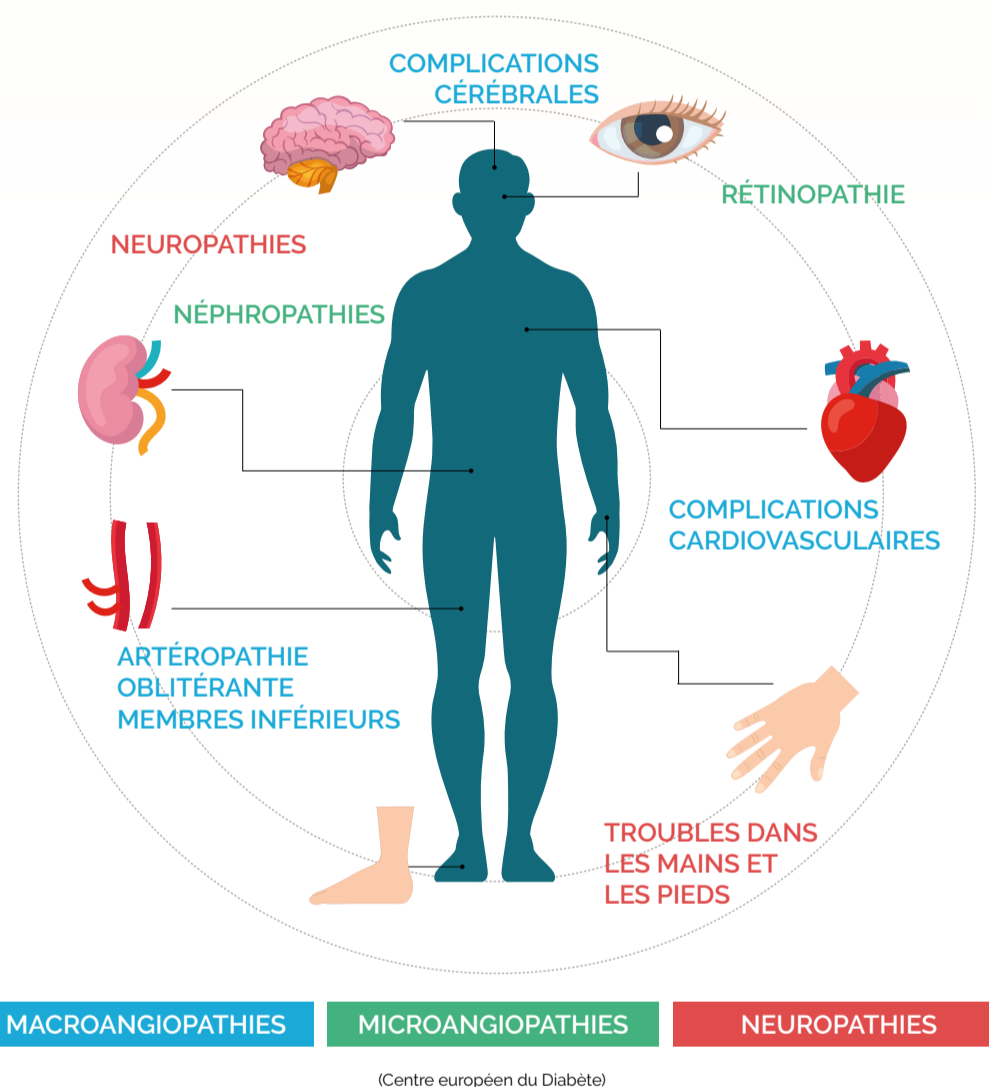 COMPLICATIONS
CÉRÉBRALES
RÉTINOPATHIE
NEUROPATHIES
NÉPHROPATHIES
COMPLICATIONS
CARDIOVASCULAIRES
ARTÉROPATHIE
OBLITÉRANTE
MEMBRES INFÉRIEURS
TROUBLES DANS
LES MAINS ET
LES PIEDS
MACROANGIOPATHIES
MICROANGIOPATHIES
NEUROPATHIES
(Centre européen du Diabète)